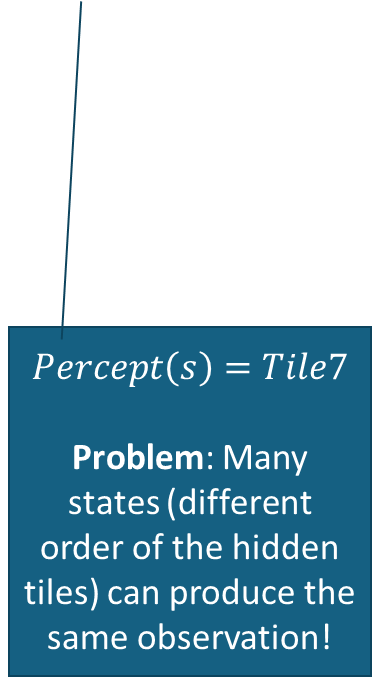 Percept(s) = Tile7
Problem: Many
states (different
order of the hidden
tiles) can produce the
same observation!